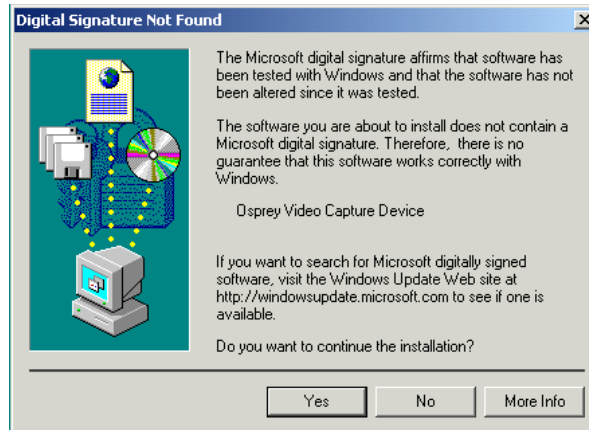 Digital Signature Not Found
The Microsoft digital signature affirms that software has
been tested with Windows and that the software has not
been altered since it was tested.
The software you are about to install does not contain a
Microsoft digital signature. Therefore, there is no
guarantee that this software works correctly with
Windows.
Osprey Video Capture Device
If you want to search for Microsoft digitally signed
software, visit the Windows Update Web site at
http://windowsupdate.microsoft.com to see if one is
available.
Do you want to continue the installation?
Yes No More Info